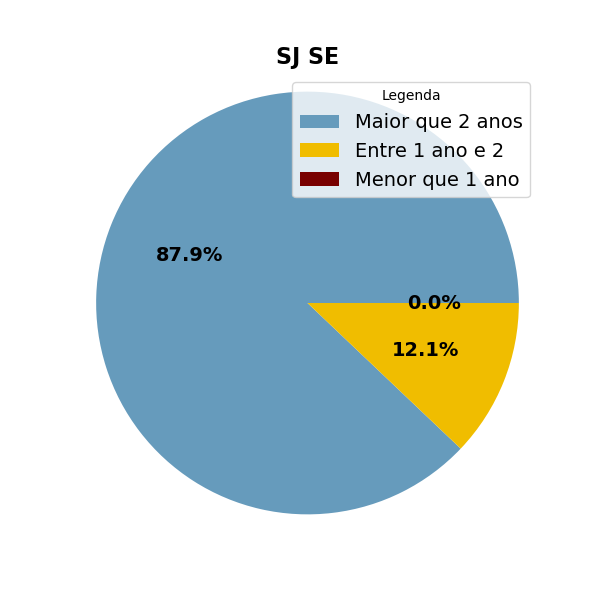 SJ SE
Legenda
Maior que 2 anos
Entre 1 ano e 2
Menor que 1 ano
87.9%
0.0%
12.1%